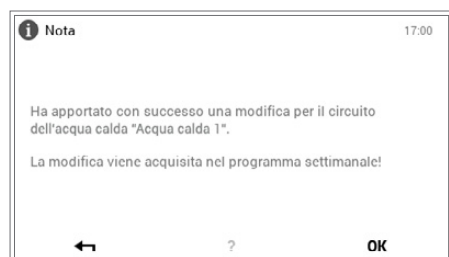 Nota
17:00
Ha apportato con successo una modifica per il circuito
dell'acqua calda "Acqua calda 1".
La modifica viene acquisita nel programma settimanale!
?
OK